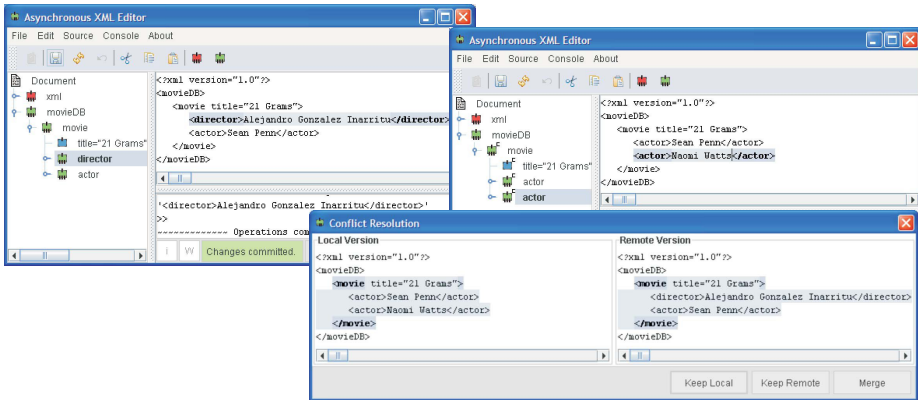 Asynchronous XML Editor
File Edit Source Console About
Document
xml
movieDB
movie
title="21 Grams"
director
actor
<?xml version="1.0"?>
<movieDB>
<movie title="21 Grams">
<director>Alejandro Gonzalez Inarritu</director>
<actor>Sean Penn</actor>
</movie>
</movieDB>
'<director>Alejandro Gonzalez Inarritu</director>'
>>
------------- Operations com
i W Changes committed.
Asynchronous XML Editor
File Edit Source Console About
Document
xml
movieDB
movie
title="21 Grams"
actor
actor
<?xml version="1.0"?>
<movieDB>
<movie title="21 Grams">
<actor>Sean Penn</actor>
<actor>Naomi Watts</actor>
</movie>
</movieDB>
Conflict Resolution
Local Version
<?xml version="1.0"?>
<movieDB>
<movie title="21 Grams">
<actor>Sean Penn</actor>
<actor>Naomi Watts</actor>
</movie>
</movieDB>
Remote Version
<?xml version="1.0"?>
<movieDB>
<movie title="21 Grams">
<director>Alejandro Gonzalez Inarritu</director>
<actor>Sean Penn</actor>
</movie>
</movieDB>
Keep Local Keep Remote Merge